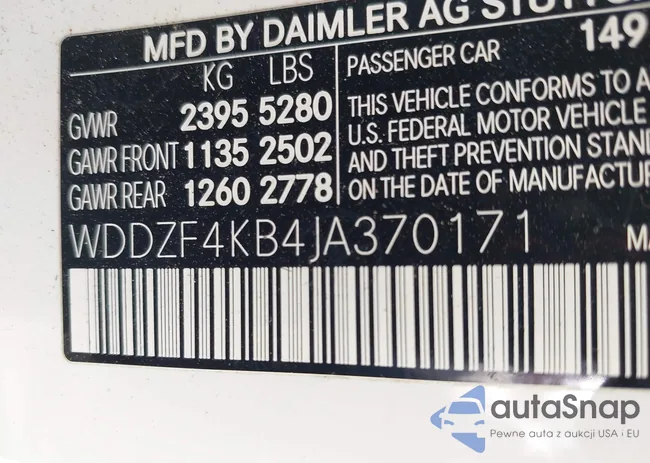 MFD BY DAIMLER AG
KG LBS
GVWR 2395 5280
GAWR FRONT 1135 2502
GAWR REAR 1260 2778
PASSENGER CAR 149
THIS VEHICLE CONFORMS TO A
U.S. FEDERAL MOTOR VEHICLE
AND THEFT PREVENTION STAN
ON THE DATE OF MANUFACTUR
WDDZF4KB4JA370171 MA
autaSnap
Pewne auta z aukcji USA i EU